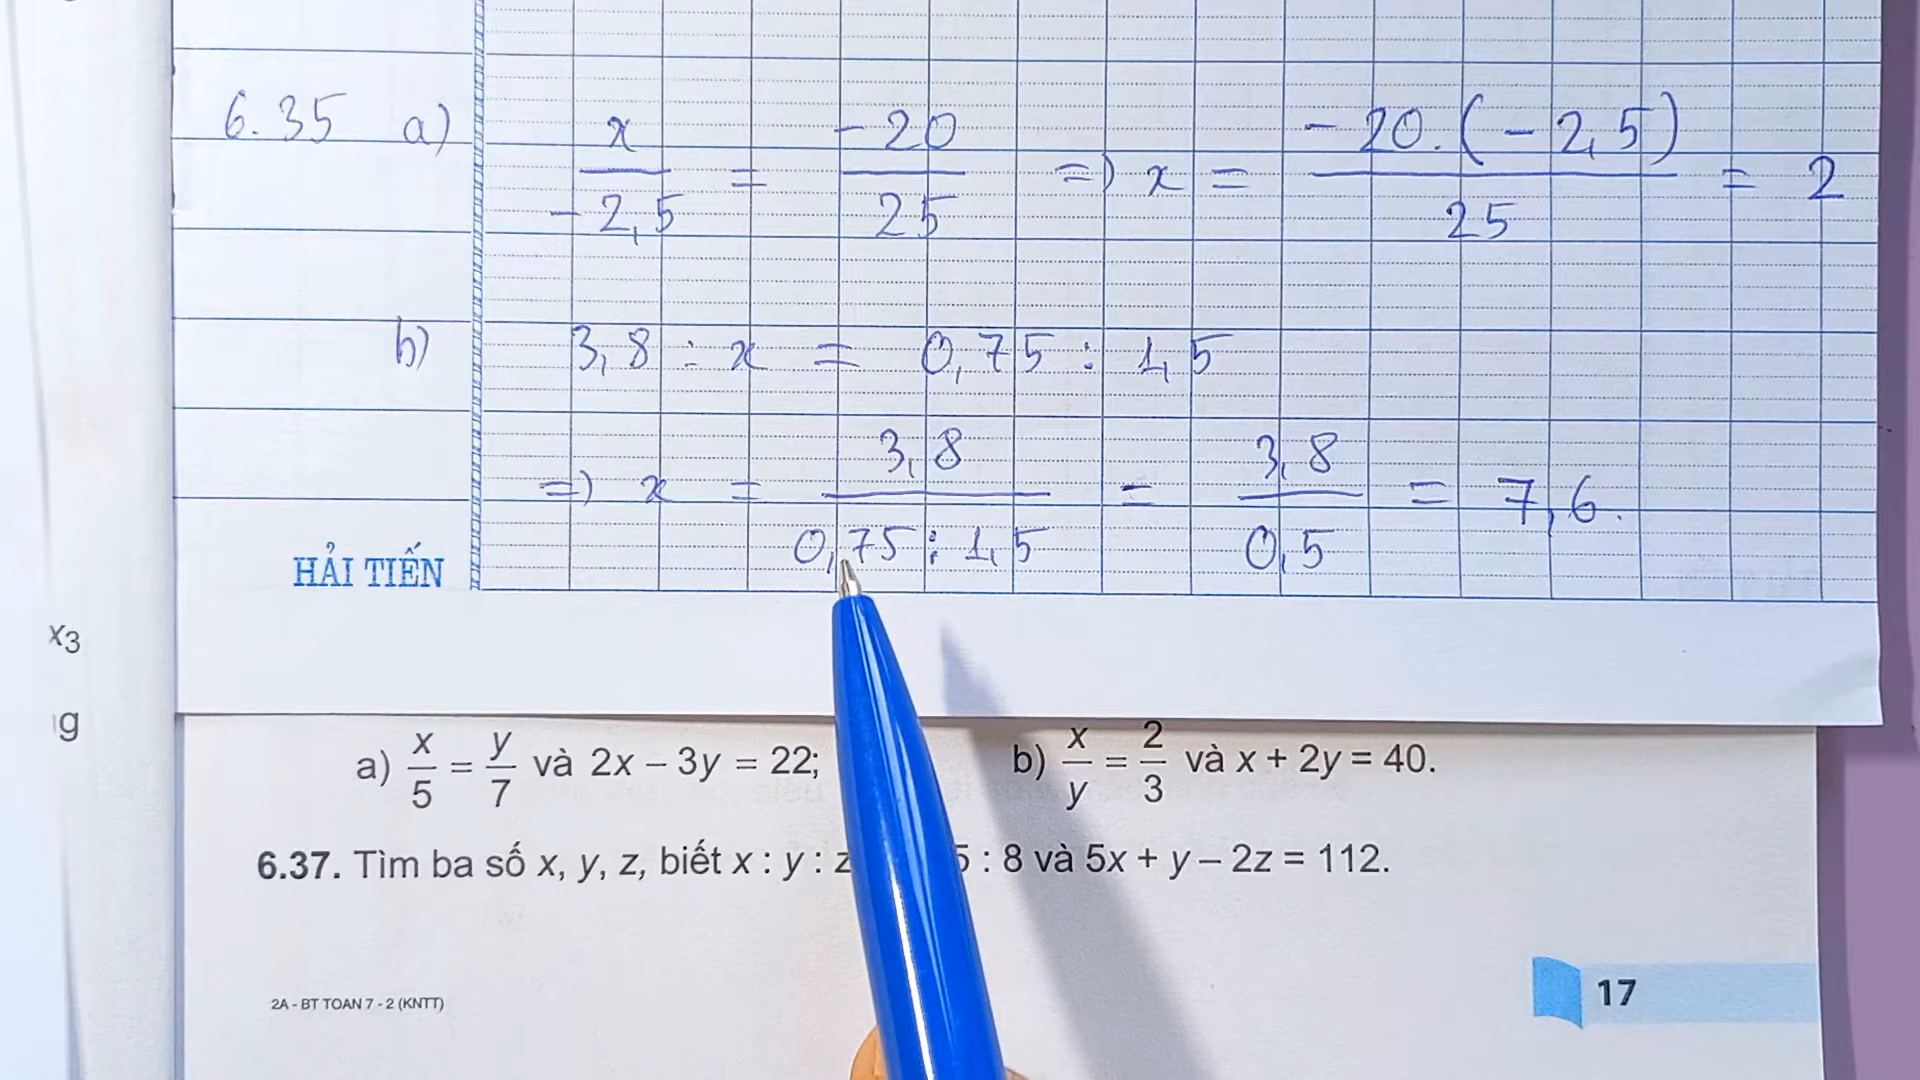 6.35 a) x/-2,5 = -20/25 => x = -20.(-2,5)/25 = 2
b) 3,8 : x = 0,75 : 1,5
=> x = 3,8/0,75 : 1,5 = 3,8/0,5 = 7,6.
HẢI TIẾN
x3
g
a) x/5 = y/7 và 2x – 3y = 22; b) x/y = 2/3 và x + 2y = 40.
6.37. Tìm ba số x, y, z, biết x : y : z 5 : 8 và 5x + y – 2z = 112.
2A - BT TOAN 7 - 2 (KNTT)
17